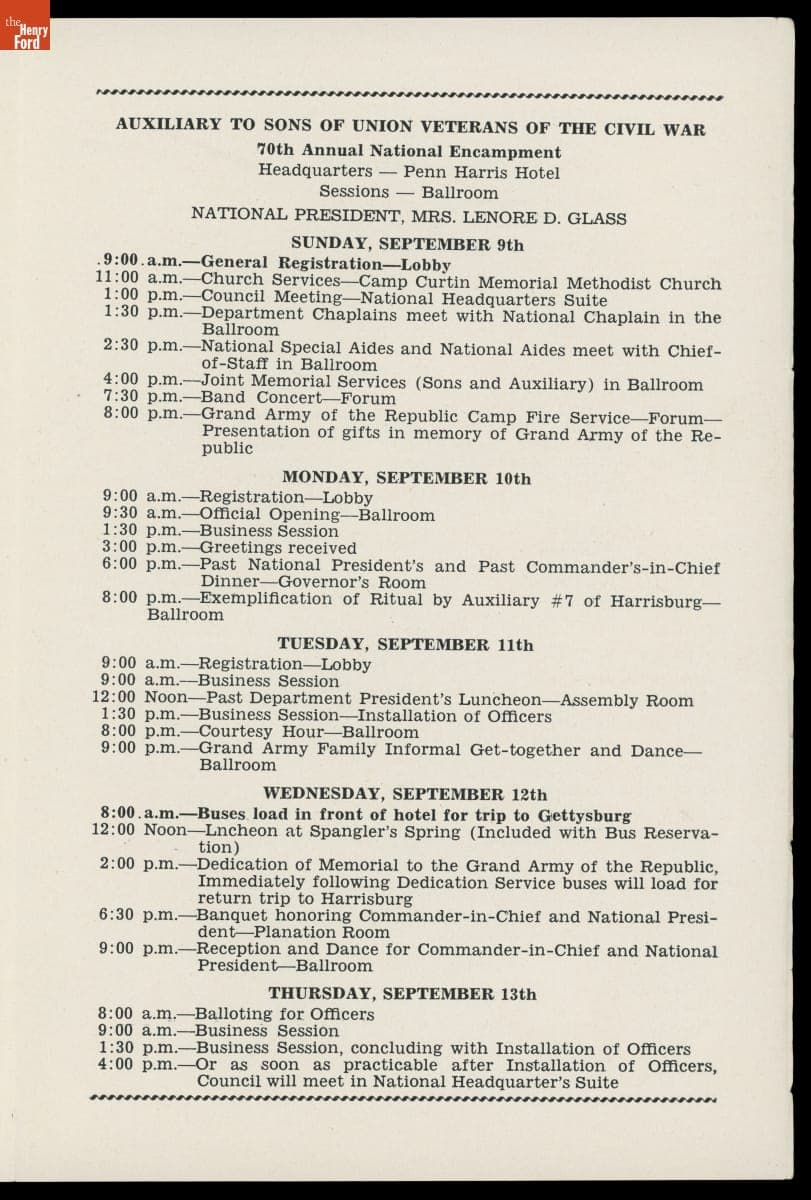 the
Henry
Ford
AUXILIARY TO SONS OF UNION VETERANS OF THE CIVIL WAR
70th Annual National Encampment
Headquarters — Penn Harris Hotel
Sessions — Ballroom
NATIONAL PRESIDENT, MRS. LENORE D. GLASS
SUNDAY, SEPTEMBER 9th
9:00 a.m.—General Registration—Lobby
11:00 a.m.—Church Services—Camp Curtin Memorial Methodist Church
1:00 p.m.—Council Meeting—National Headquarters Suite
1:30 p.m.—Department Chaplains meet with National Chaplain in the
Ballroom
2:30 p.m.—National Special Aides and National Aides meet with Chief-
of-Staff in Ballroom
4:00 p.m.—Joint Memorial Services (Sons and Auxiliary) in Ballroom
7:30 p.m.—Band Concert—Forum
8:00 p.m.—Grand Army of the Republic Camp Fire Service—Forum—
Presentation of gifts in memory of Grand Army of the Re-
public
MONDAY, SEPTEMBER 10th
9:00 a.m.—Registration—Lobby
9:30 a.m.—Official Opening—Ballroom
1:30 p.m.—Business Session
3:00 p.m.—Greetings received
6:00 p.m.—Past National President's and Past Commander's-in-Chief
Dinner—Governor's Room
8:00 p.m.—Exemplification of Ritual by Auxiliary #7 of Harrisburg—
Ballroom
TUESDAY, SEPTEMBER 11th
9:00 a.m.—Registration—Lobby
9:00 a.m.—Business Session
12:00 Noon—Past Department President's Luncheon—Assembly Room
1:30 p.m.—Business Session—Installation of Officers
8:00 p.m.—Courtesy Hour—Ballroom
9:00 p.m.—Grand Army Family Informal Get-together and Dance—
Ballroom
WEDNESDAY, SEPTEMBER 12th
8:00 a.m.—Buses load in front of hotel for trip to Gettysburg
12:00 Noon—Lncheon at Spangler's Spring (Included with Bus Reserva-
tion)
2:00 p.m.—Dedication of Memorial to the Grand Army of the Republic,
Immediately following Dedication Service buses will load for
return trip to Harrisburg
6:30 p.m.—Banquet honoring Commander-in-Chief and National Presi-
dent—Planation Room
9:00 p.m.—Reception and Dance for Commander-in-Chief and National
President—Ballroom
THURSDAY, SEPTEMBER 13th
8:00 a.m.—Balloting for Officers
9:00 a.m.—Business Session
1:30 p.m.—Business Session, concluding with Installation of Officers
4:00 p.m.—Or as soon as practicable after Installation of Officers,
Council will meet in National Headquarter's Suite